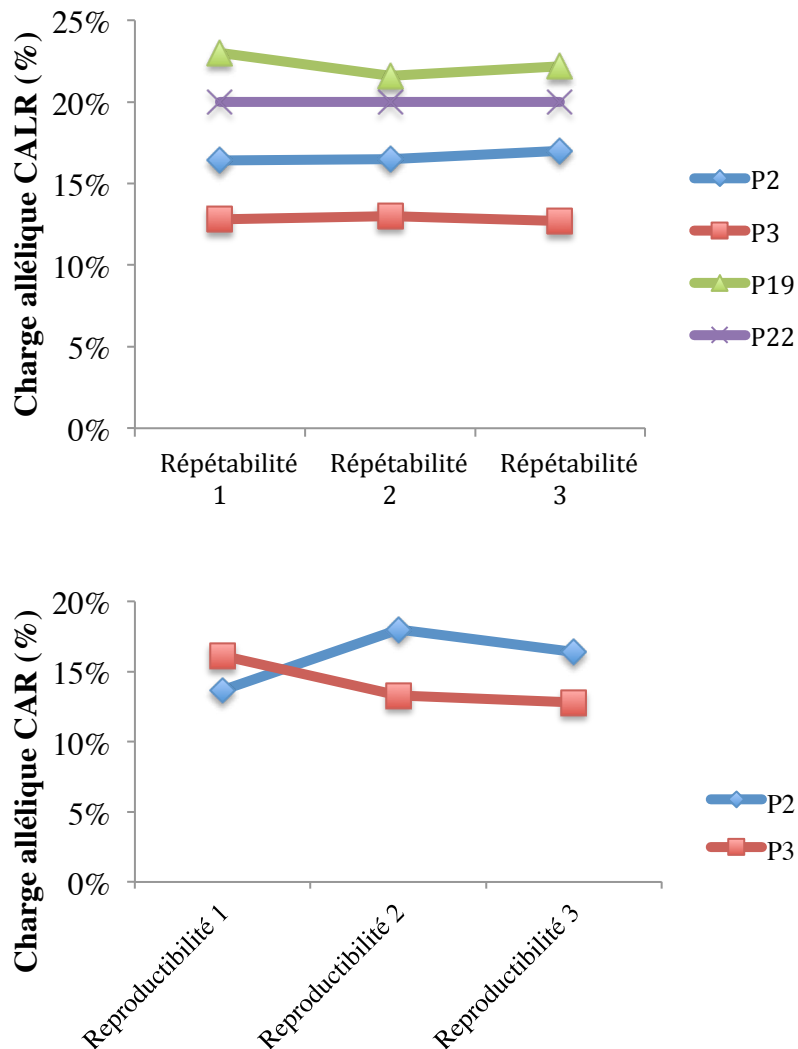 Charge allélique CALR (%)
25%
20%
15%
10%
5%
0%
Répétabilité
1
Répétabilité
2
Répétabilité
3
P2
P3
P19
P22
Charge allélique CAR (%)
20%
15%
10%
5%
0%
Reproductibilité 1
Reproductibilité 2
Reproductibilité 3
P2
P3